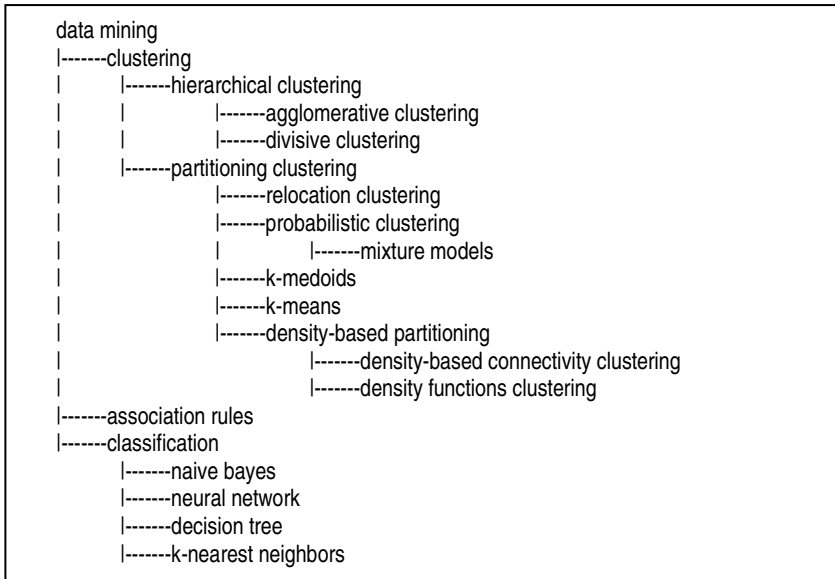 data mining
|-------clustering
|       |-------hierarchical clustering
|       |       |-------agglomerative clustering
|       |       |-------divisive clustering
|       |-------partitioning clustering
|               |-------relocation clustering
|               |-------probabilistic clustering
|               |       |-------mixture models
|               |-------k-medoids
|               |-------k-means
|               |-------density-based partitioning
|                       |-------density-based connectivity clustering
|                       |-------density functions clustering
|-------association rules
|-------classification
        |-------naive bayes
        |-------neural network
        |-------decision tree
        |-------k-nearest neighbors